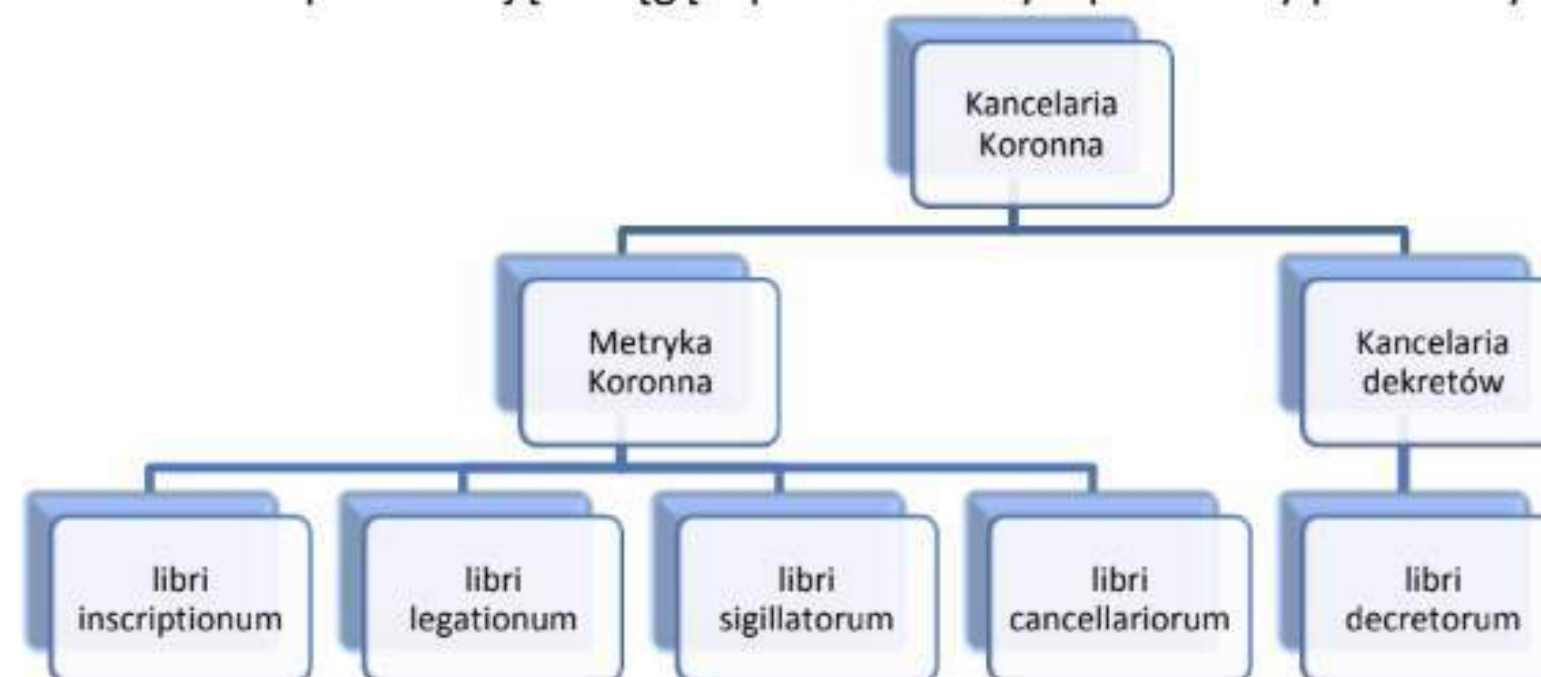 Kancelaria
Koronna
Metryka
Koronna
Kancelaria
dekretów
libri
inscriptionum
libri
legationum
libri
sigillatorum
libri
cancellariorum
libri
decretorum